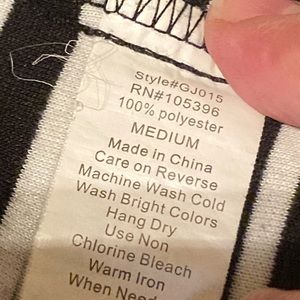 Style#GJ015
RN#105396
100% polyester
MEDIUM
Made in China
Care on Reverse
Machine Wash Cold
Wash Bright Colors
Hang Dry
Use Non
Chlorine Bleach
Warm Iron
When Need